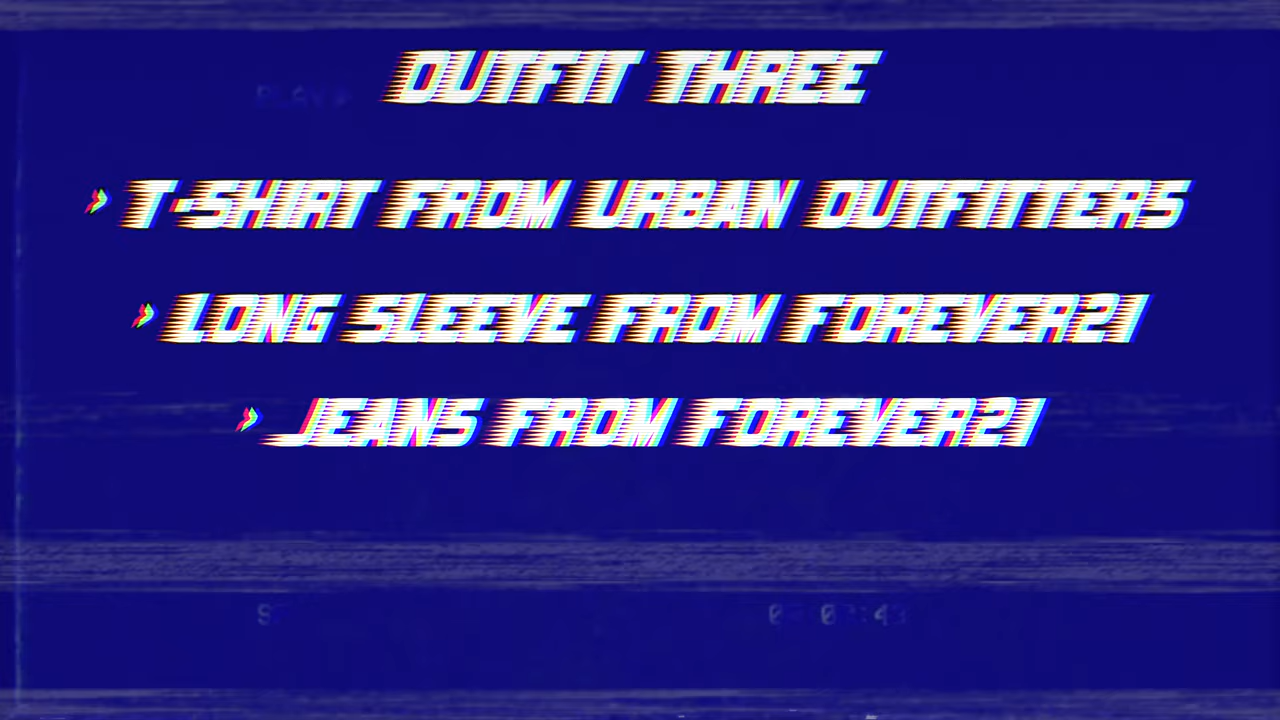 OUTFIT THREE
» T-SHIRT FROM URBAN OUTFITTERS
» LONG SLEEVE FROM FOREVER21
» JEANS FROM FOREVER21